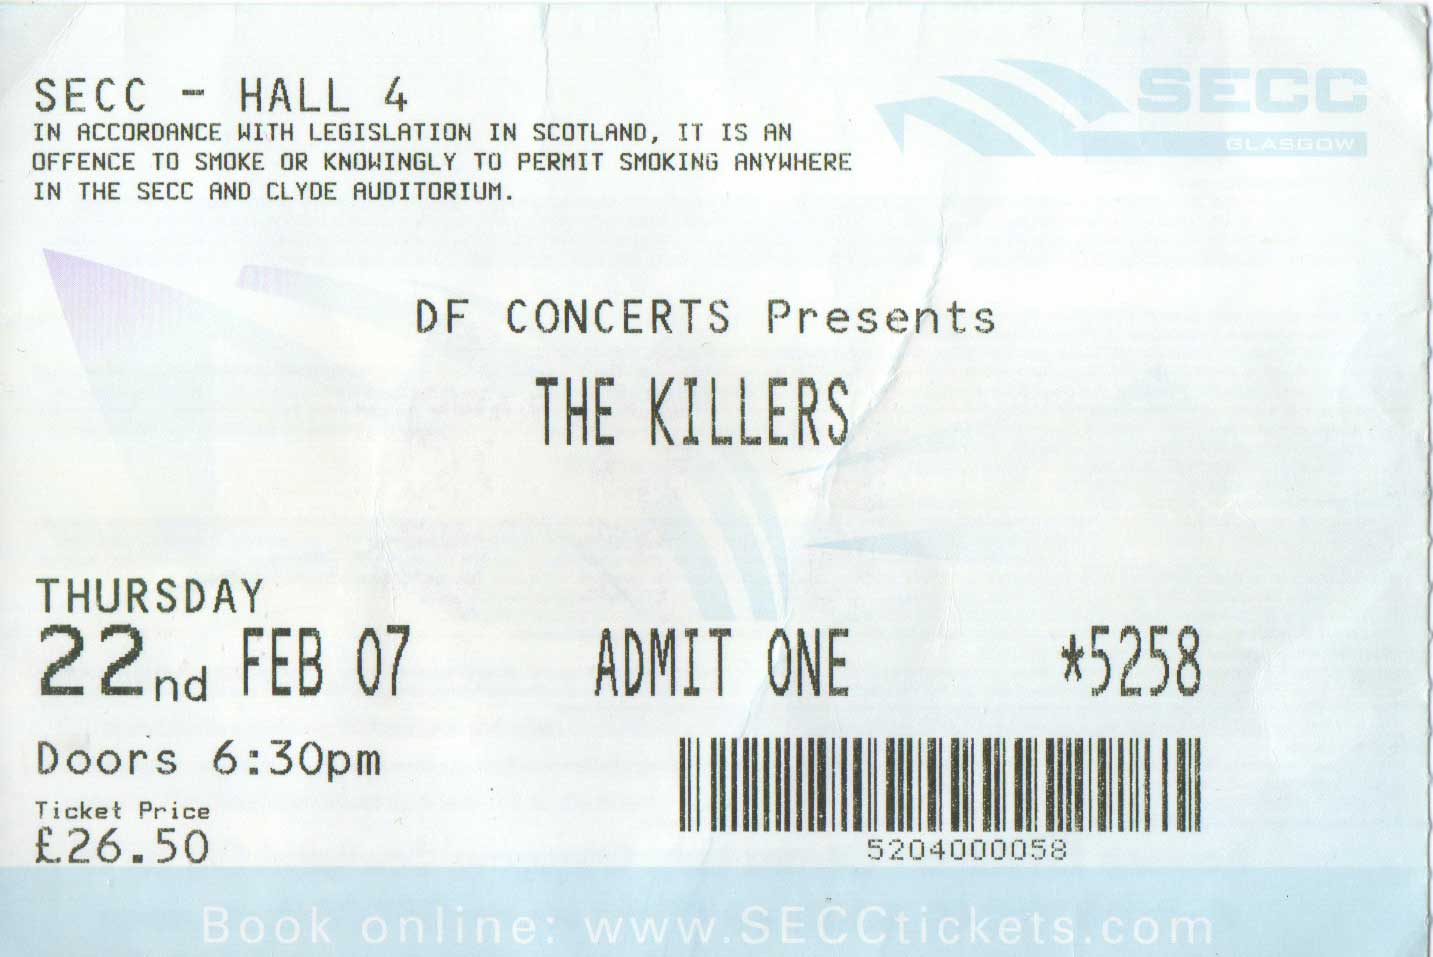 SECC - HALL 4
IN ACCORDANCE WITH LEGISLATION IN SCOTLAND, IT IS AN
OFFENCE TO SMOKE OR KNOWINGLY TO PERMIT SMOKING ANYWHERE
IN THE SECC AND CLYDE AUDITORIUM.
SECC
GLASGOW
DF CONCERTS Presents
THE KILLERS
THURSDAY
22nd FEB 07 ADMIT ONE *5258
Doors 6:30pm
Ticket Price
£26.50
5204000058
Book online: www.SECCtickets.com